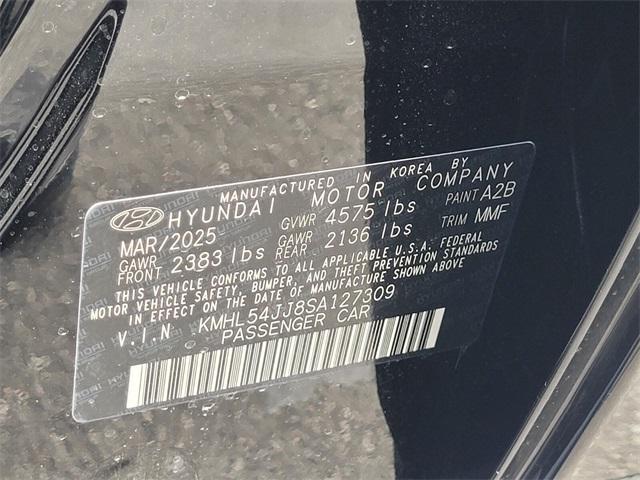 MANUFACTURED IN KOREA BY
HYUNDAI MOTOR COMPANY
MAR/2025 GVWR 4575 lbs PAINT A2B
GAWR FRONT 2383 lbs GAWR REAR 2136 lbs TRIM MMF
THIS VEHICLE CONFORMS TO ALL APPLICABLE U.S.A. FEDERAL
MOTOR VEHICLE SAFETY, BUMPER, AND THEFT PREVENTION STANDARDS
IN EFFECT ON THE DATE OF MANUFACTURE SHOWN ABOVE
V.I.N KMHL54JJ8SA127309
PASSENGER CAR